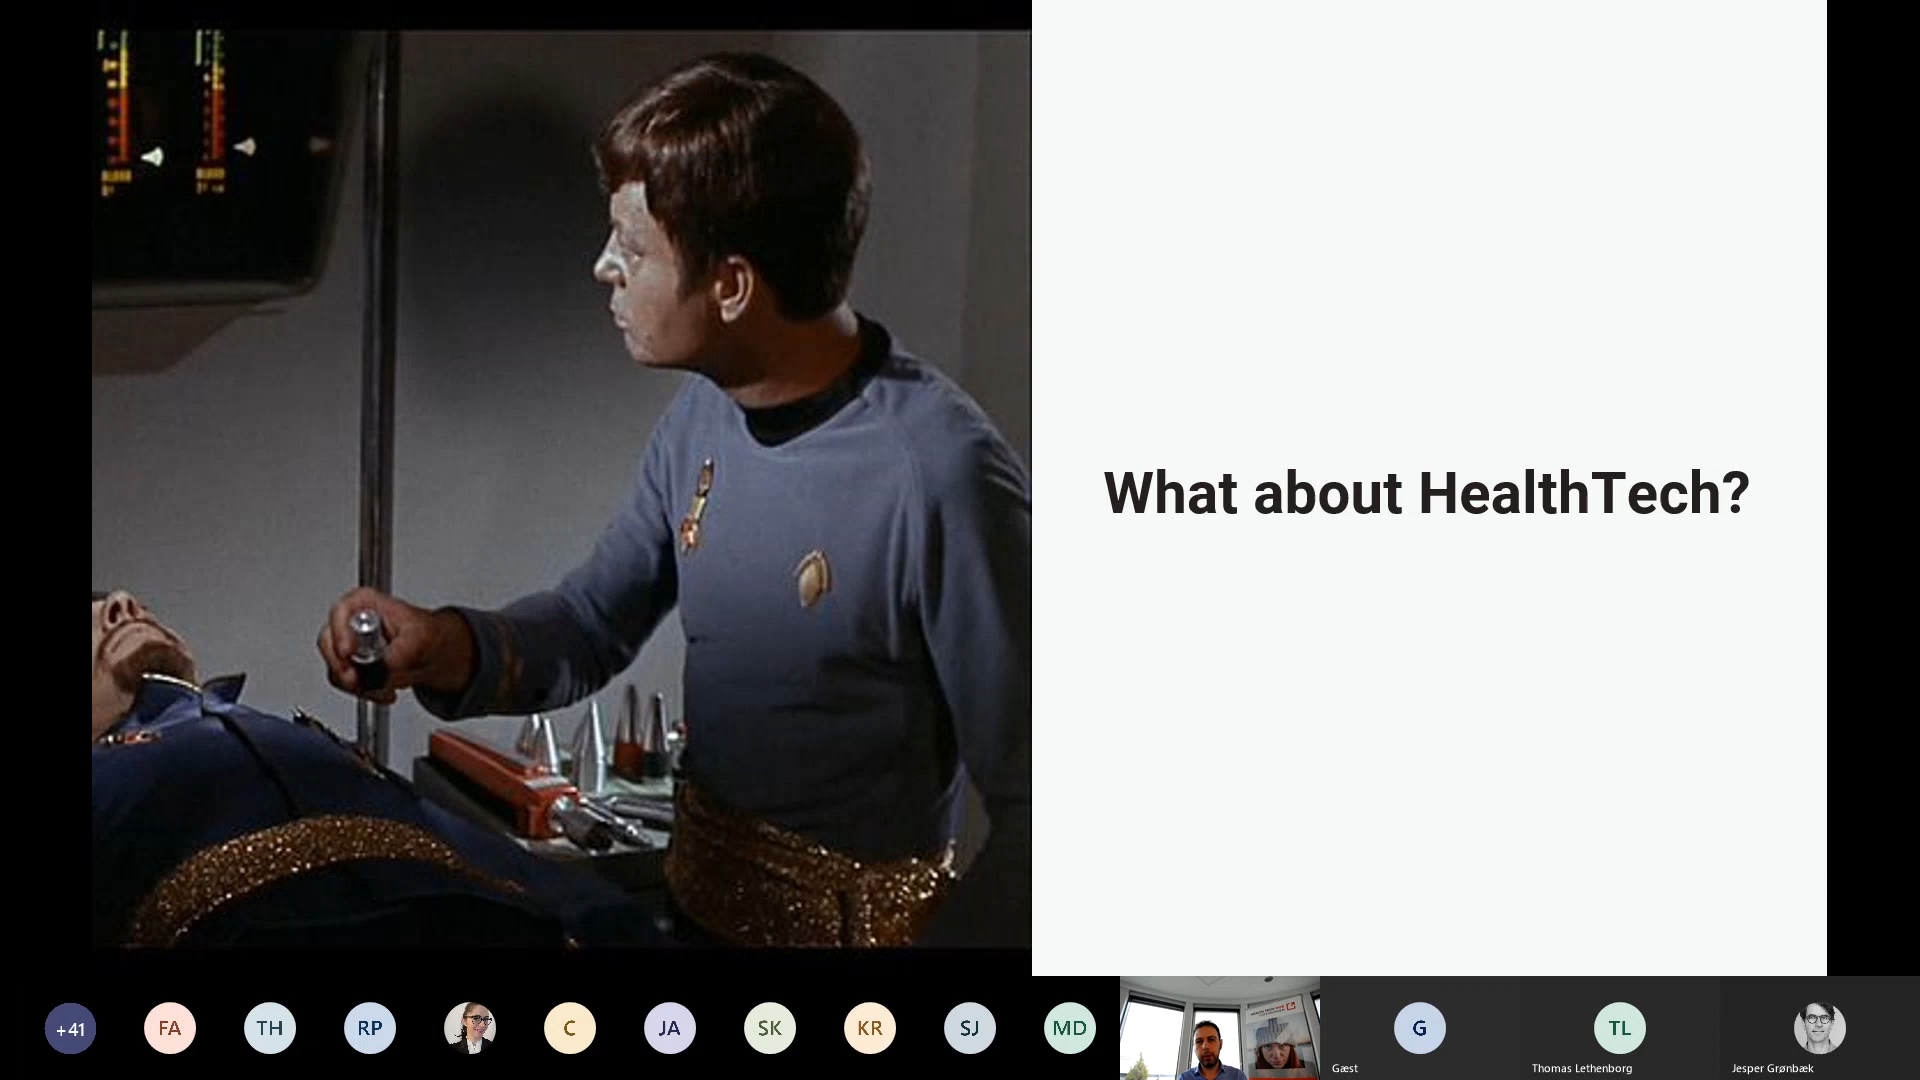 What about HealthTech?
+41
FA
TH
RP
C
JA
SK
KR
SJ
MD
G
Gæst
TL
Thomas Lethenborg
Jesper Grønbæk